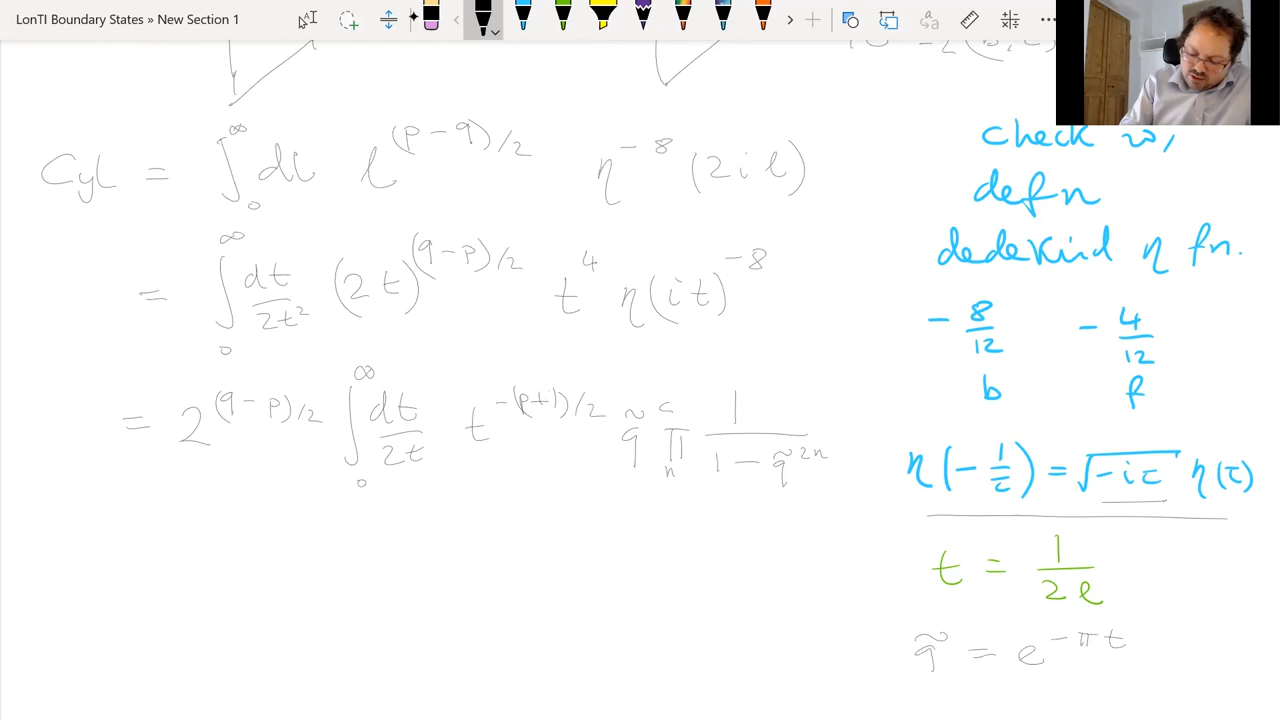 LonTI Boundary States » New Section 1
Cyl = ∫₀^∞ dl l^{(p-9)/2} η^{-8} (2il)
= ∫₀^∞ dt/2t² (2t)^{(9-p)/2} t⁴ η(it)^{-8}
= 2^{(9-p)/2} ∫₀^∞ dt/2t t^{-(p+1)/2} q̃ ∏_n 1/(1 - q̃^{2n})
check w,
defn
dedekind η fn.
- 8/12 - 4/12
b f
η(-1/τ) = √(-iτ) η(τ)
t = 1/2l
q̃ = e^{-πt}